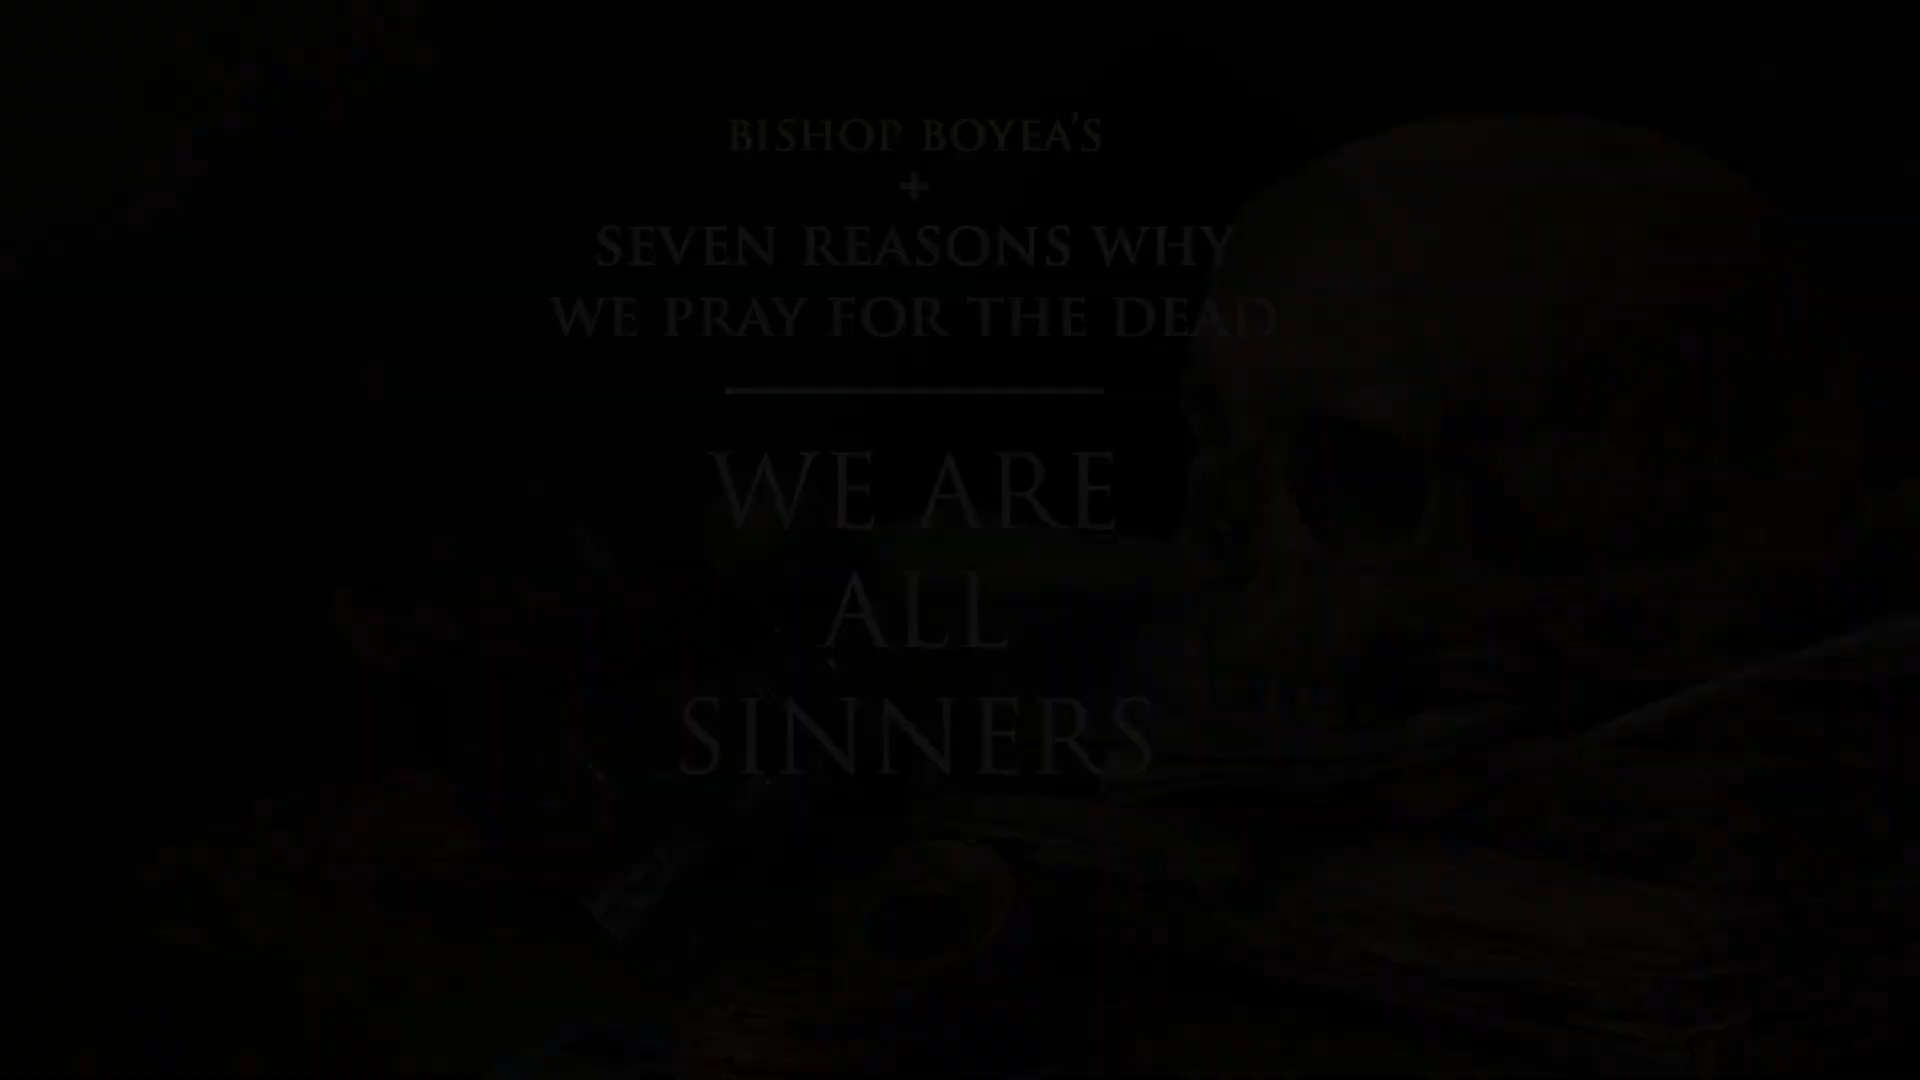 BISHOP BOYEA'S
+
SEVEN REASONS WHY
WE PRAY FOR THE DEAD
WE ARE
ALL
SINNERS